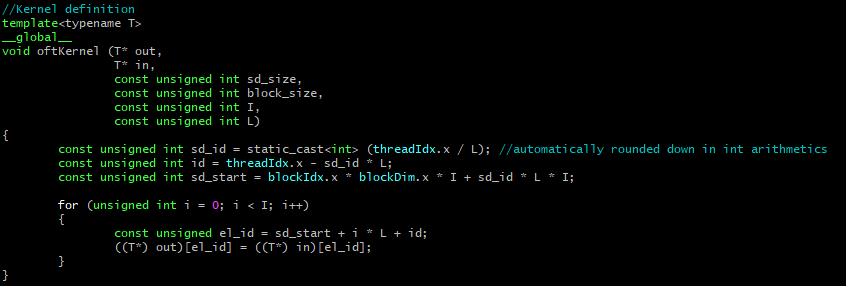 //Kernel definition
template<typename T>
__global__
void oftKernel (T* out,
T* in,
const unsigned int sd_size,
const unsigned int block_size,
const unsigned int I,
const unsigned int L)
{
const unsigned int sd_id = static_cast<int> (threadIdx.x / L); //automatically rounded down in int arithmetics
const unsigned int id = threadIdx.x - sd_id * L;
const unsigned int sd_start = blockIdx.x * blockDim.x * I + sd_id * L * I;
for (unsigned int i = 0; i < I; i++)
{
const unsigned el_id = sd_start + i * L + id;
((T*) out)[el_id] = ((T*) in)[el_id];
}
}